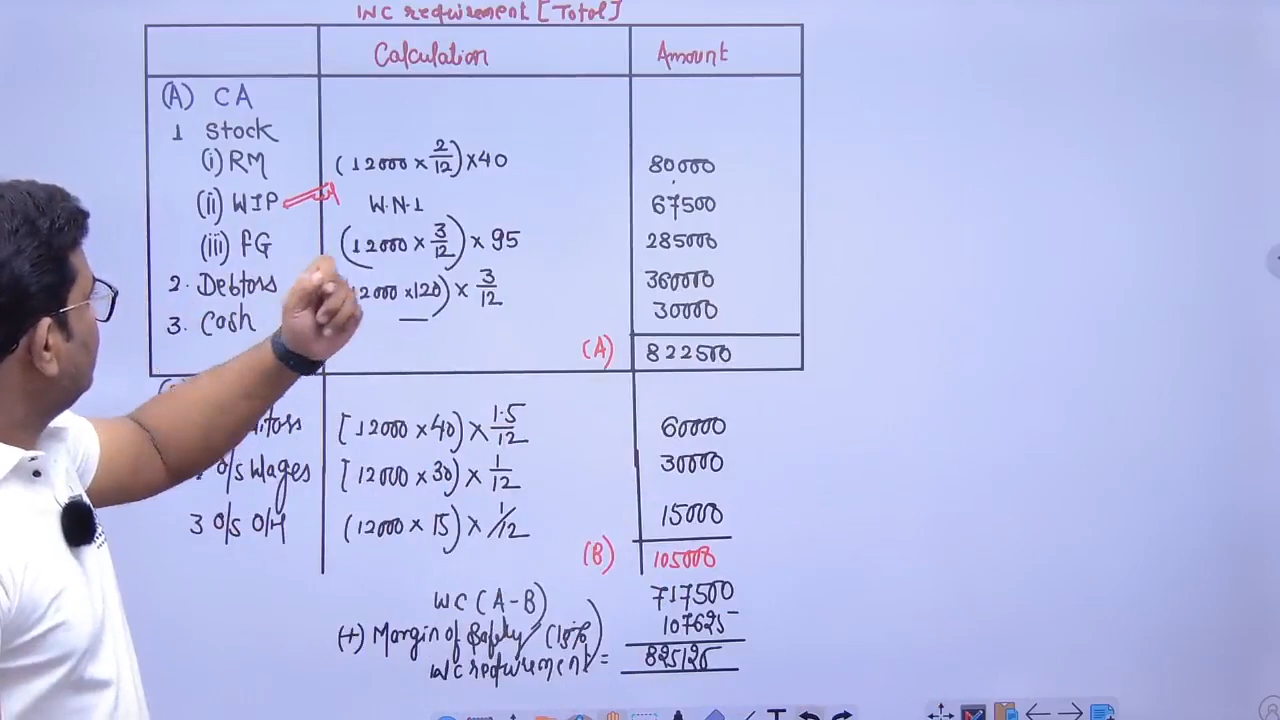 WC requirement [Total]
Calculation Amount
(A) CA
1 Stock
(i) RM (12000 × 2/12) × 40 80000
(ii) WIP W.N.1 67500
(iii) FG (12000 × 3/12) × 95 285000
2. Debtors 12000 × 120) × 3/12 360000
3. Cash — 30000
(A) 822500
[12000 × 40) × 1.5/12 60000
O/s Wages [12000 × 30) × 1/12 30000
3 O/s O/H (12000 × 15) × 1/12 15000
(B) 105000
WC (A-B) 717500
(+) Margin of Safety (15%) 107625
WC requirement = 825125